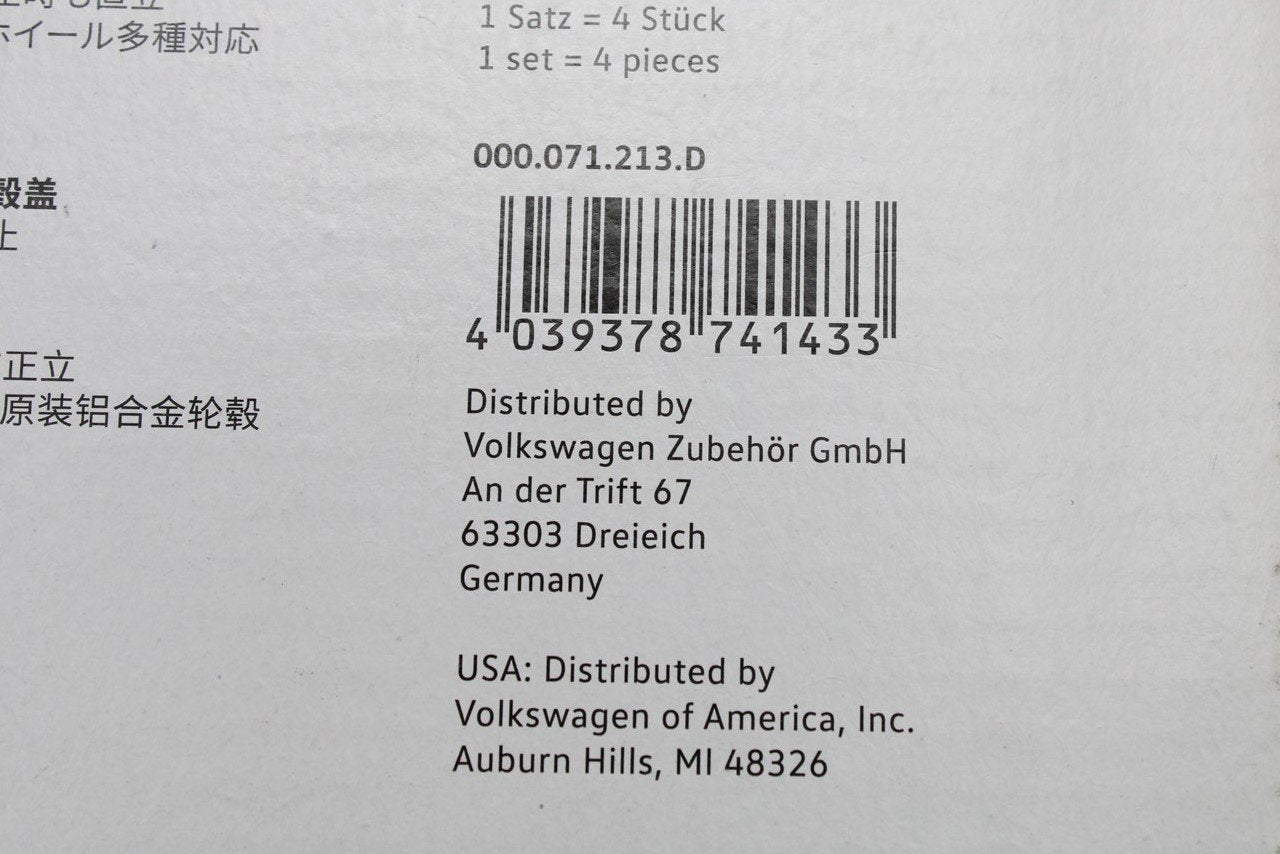 ホイール多種対応
毂盖
上
正立
原装铝合金轮毂
1 Satz = 4 Stück
1 set = 4 pieces
000.071.213.D
4 039378 741433
Distributed by
Volkswagen Zubehör GmbH
An der Trift 67
63303 Dreieich
Germany
USA: Distributed by
Volkswagen of America, Inc.
Auburn Hills, MI 48326